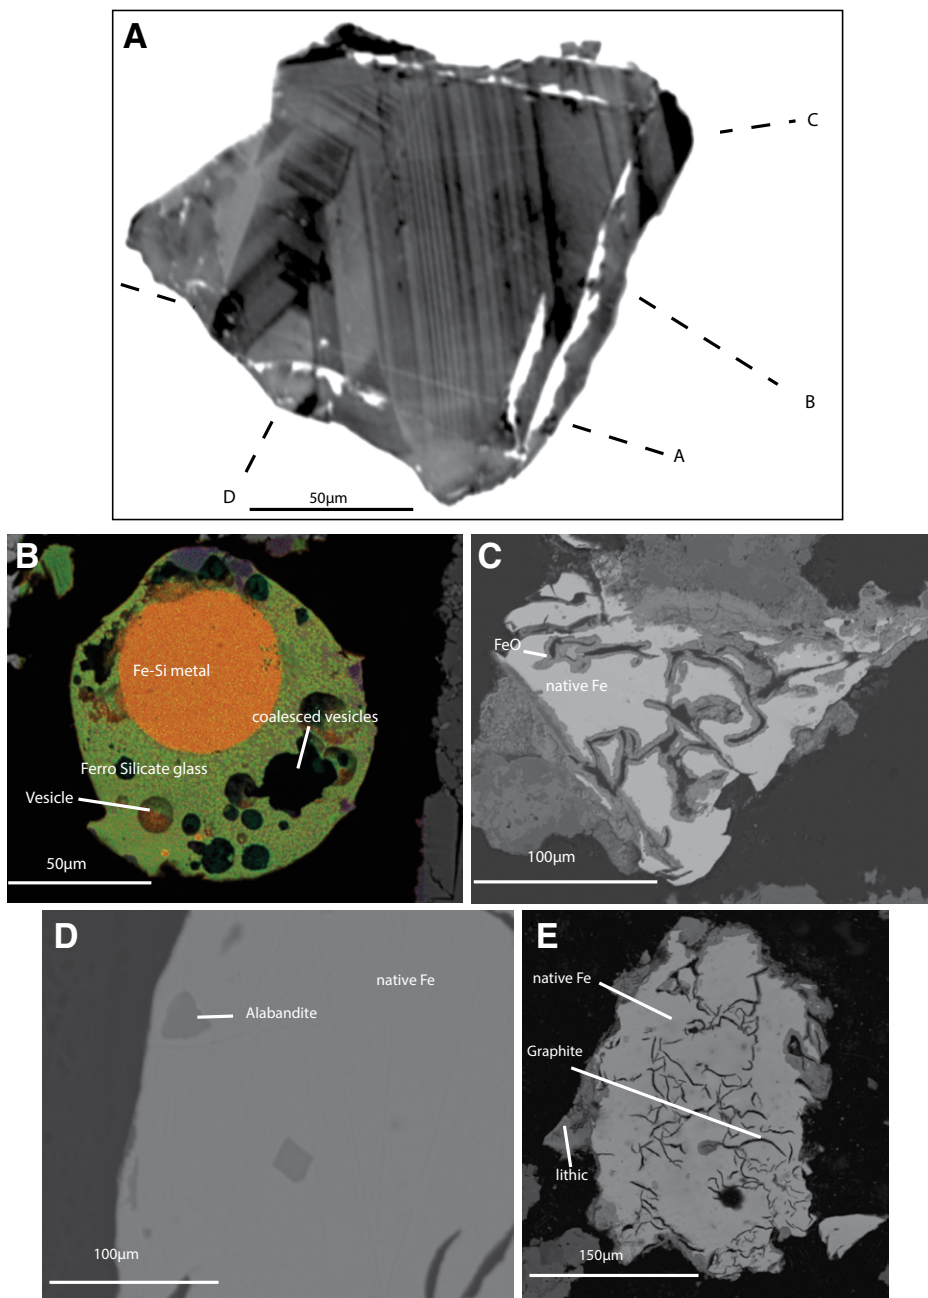 A
C
B
A
D
50µm
B
Fe-Si metal
coalesced vesicles
Ferro Silicate glass
Vesicle
50µm
C
FeO
native Fe
100µm
D
native Fe
Alabandite
100µm
E
native Fe
Graphite
lithic
150µm